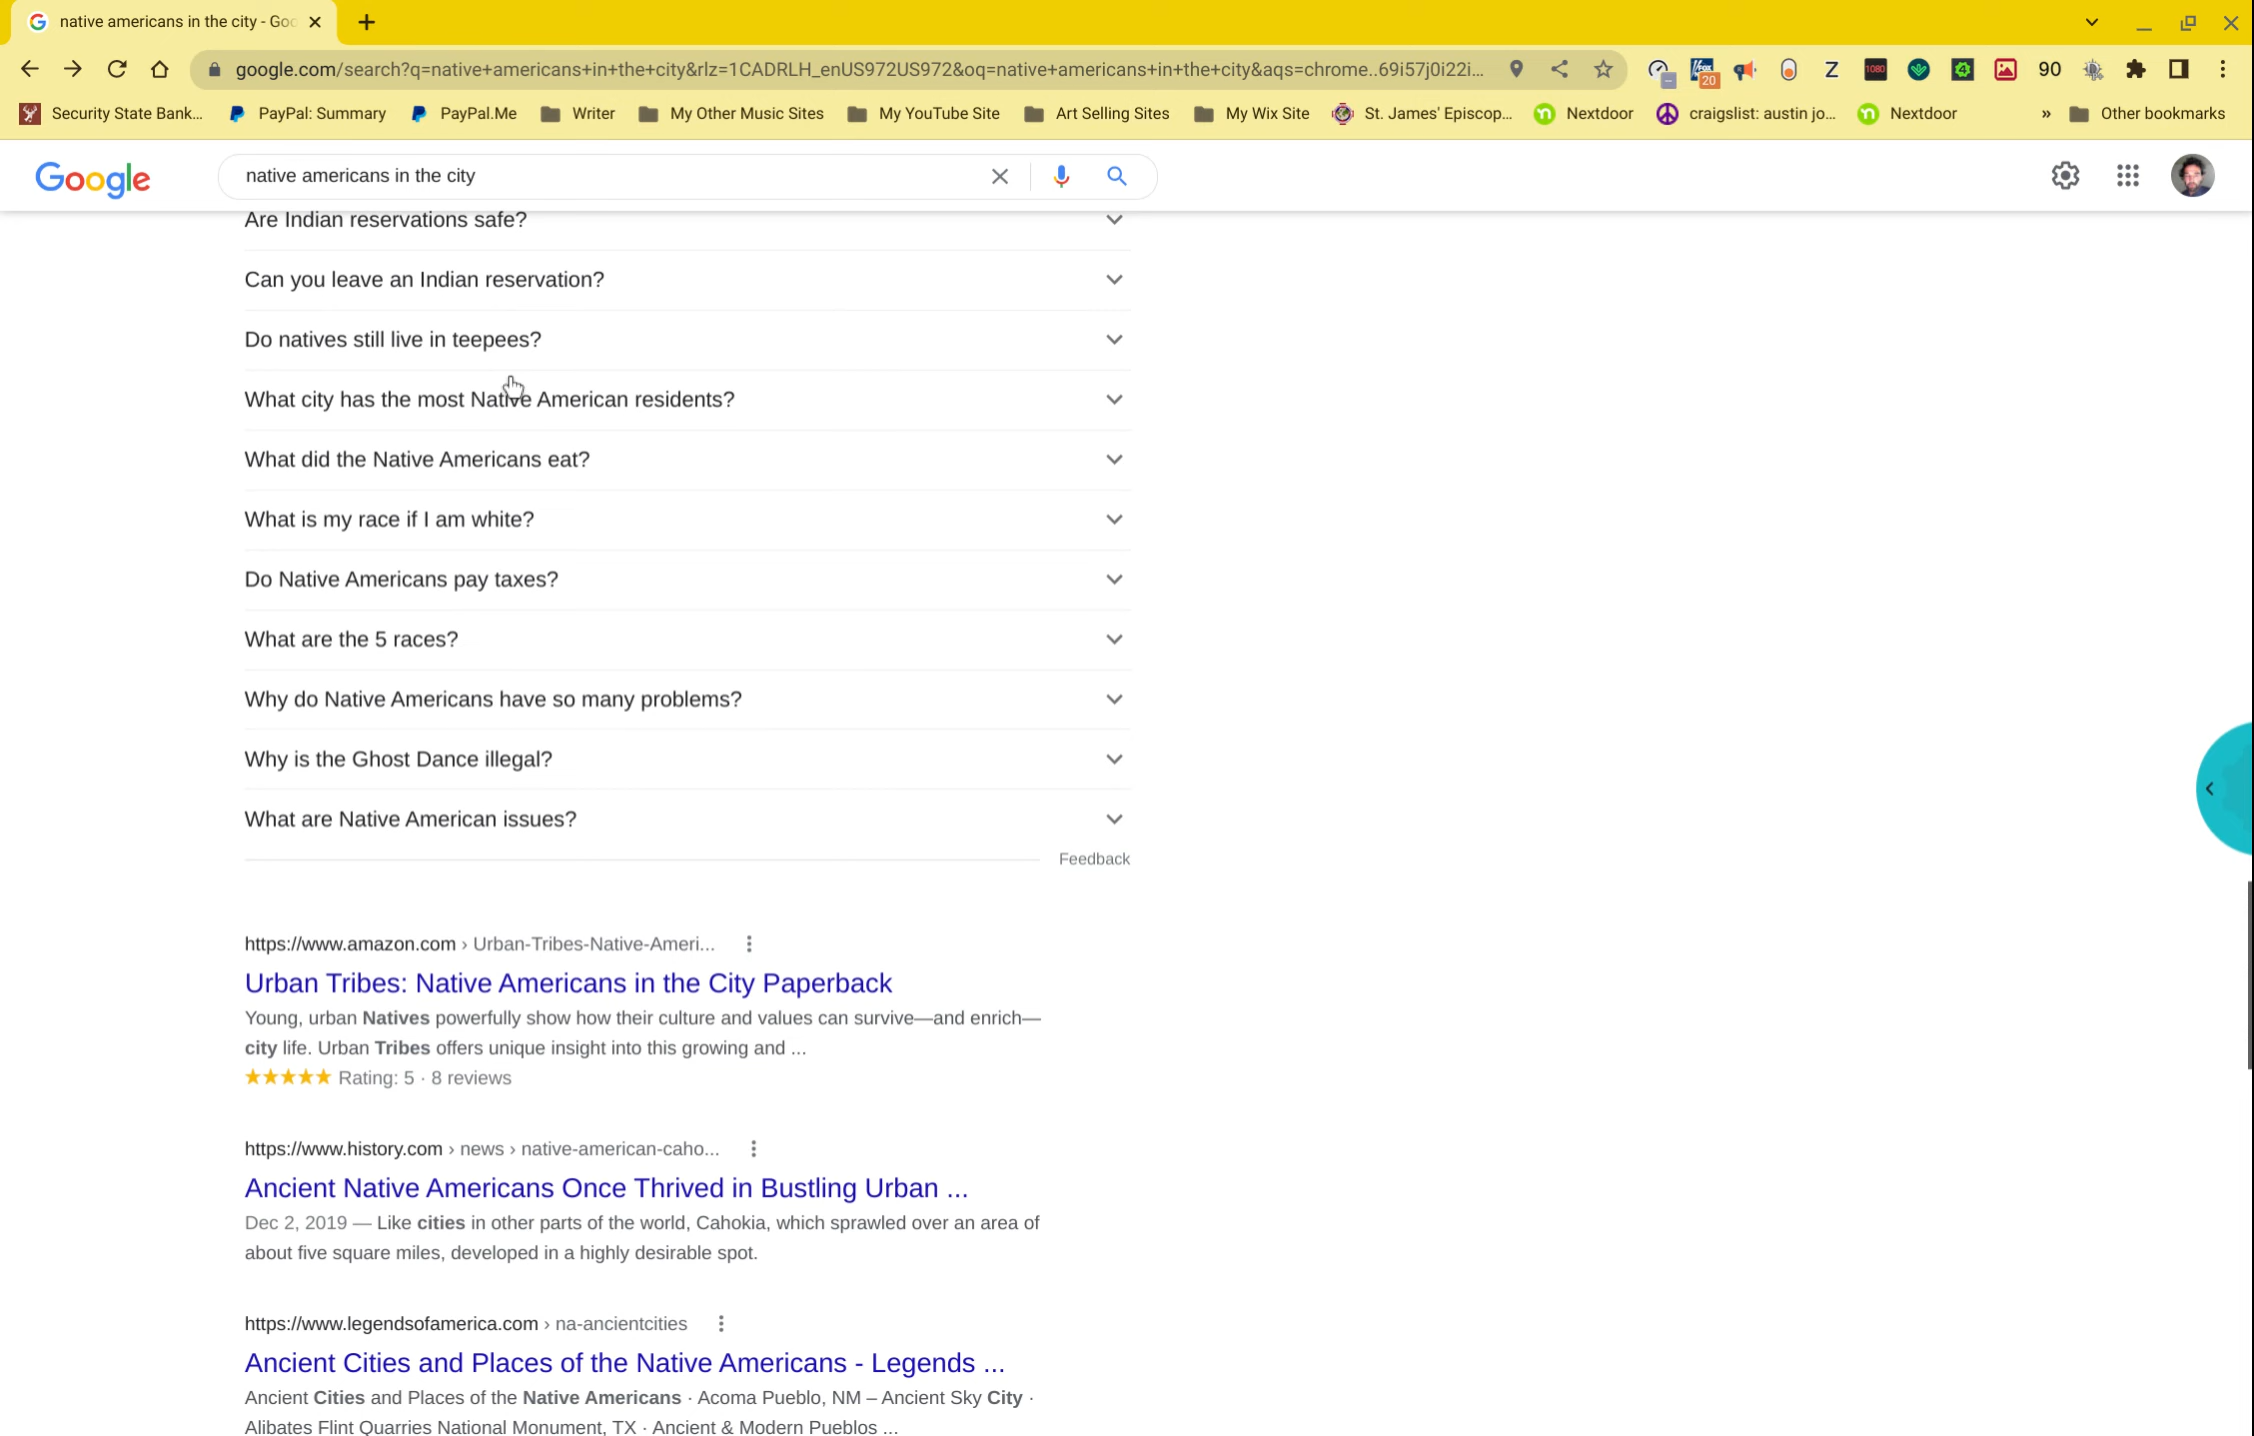 native americans in the city - Goo
google.com/search?q=native+americans+in+the+city&rlz=1CADRLH_enUS972US972&oq=native+americans+in+the+city&aqs=chrome..69i57j0i22i...
20
Z
1080
4
90
Security State Bank...
PayPal: Summary
PayPal.Me
Writer
My Other Music Sites
My YouTube Site
Art Selling Sites
My Wix Site
St. James' Episcop...
Nextdoor
craigslist: austin jo...
Nextdoor
»
Other bookmarks
Google
native americans in the city
Are Indian reservations safe?
Can you leave an Indian reservation?
Do natives still live in teepees?
What city has the most Native American residents?
What did the Native Americans eat?
What is my race if I am white?
Do Native Americans pay taxes?
What are the 5 races?
Why do Native Americans have so many problems?
Why is the Ghost Dance illegal?
What are Native American issues?
Feedback
https://www.amazon.com › Urban-Tribes-Native-Ameri...
Urban Tribes: Native Americans in the City Paperback
Young, urban Natives powerfully show how their culture and values can survive—and enrich—
city life. Urban Tribes offers unique insight into this growing and ...
★★★★★ Rating: 5 · 8 reviews
https://www.history.com › news › native-american-caho...
Ancient Native Americans Once Thrived in Bustling Urban ...
Dec 2, 2019 — Like cities in other parts of the world, Cahokia, which sprawled over an area of
about five square miles, developed in a highly desirable spot.
https://www.legendsofamerica.com › na-ancientcities
Ancient Cities and Places of the Native Americans - Legends ...
Ancient Cities and Places of the Native Americans · Acoma Pueblo, NM – Ancient Sky City ·
Alibates Flint Quarries National Monument, TX · Ancient & Modern Pueblos ...